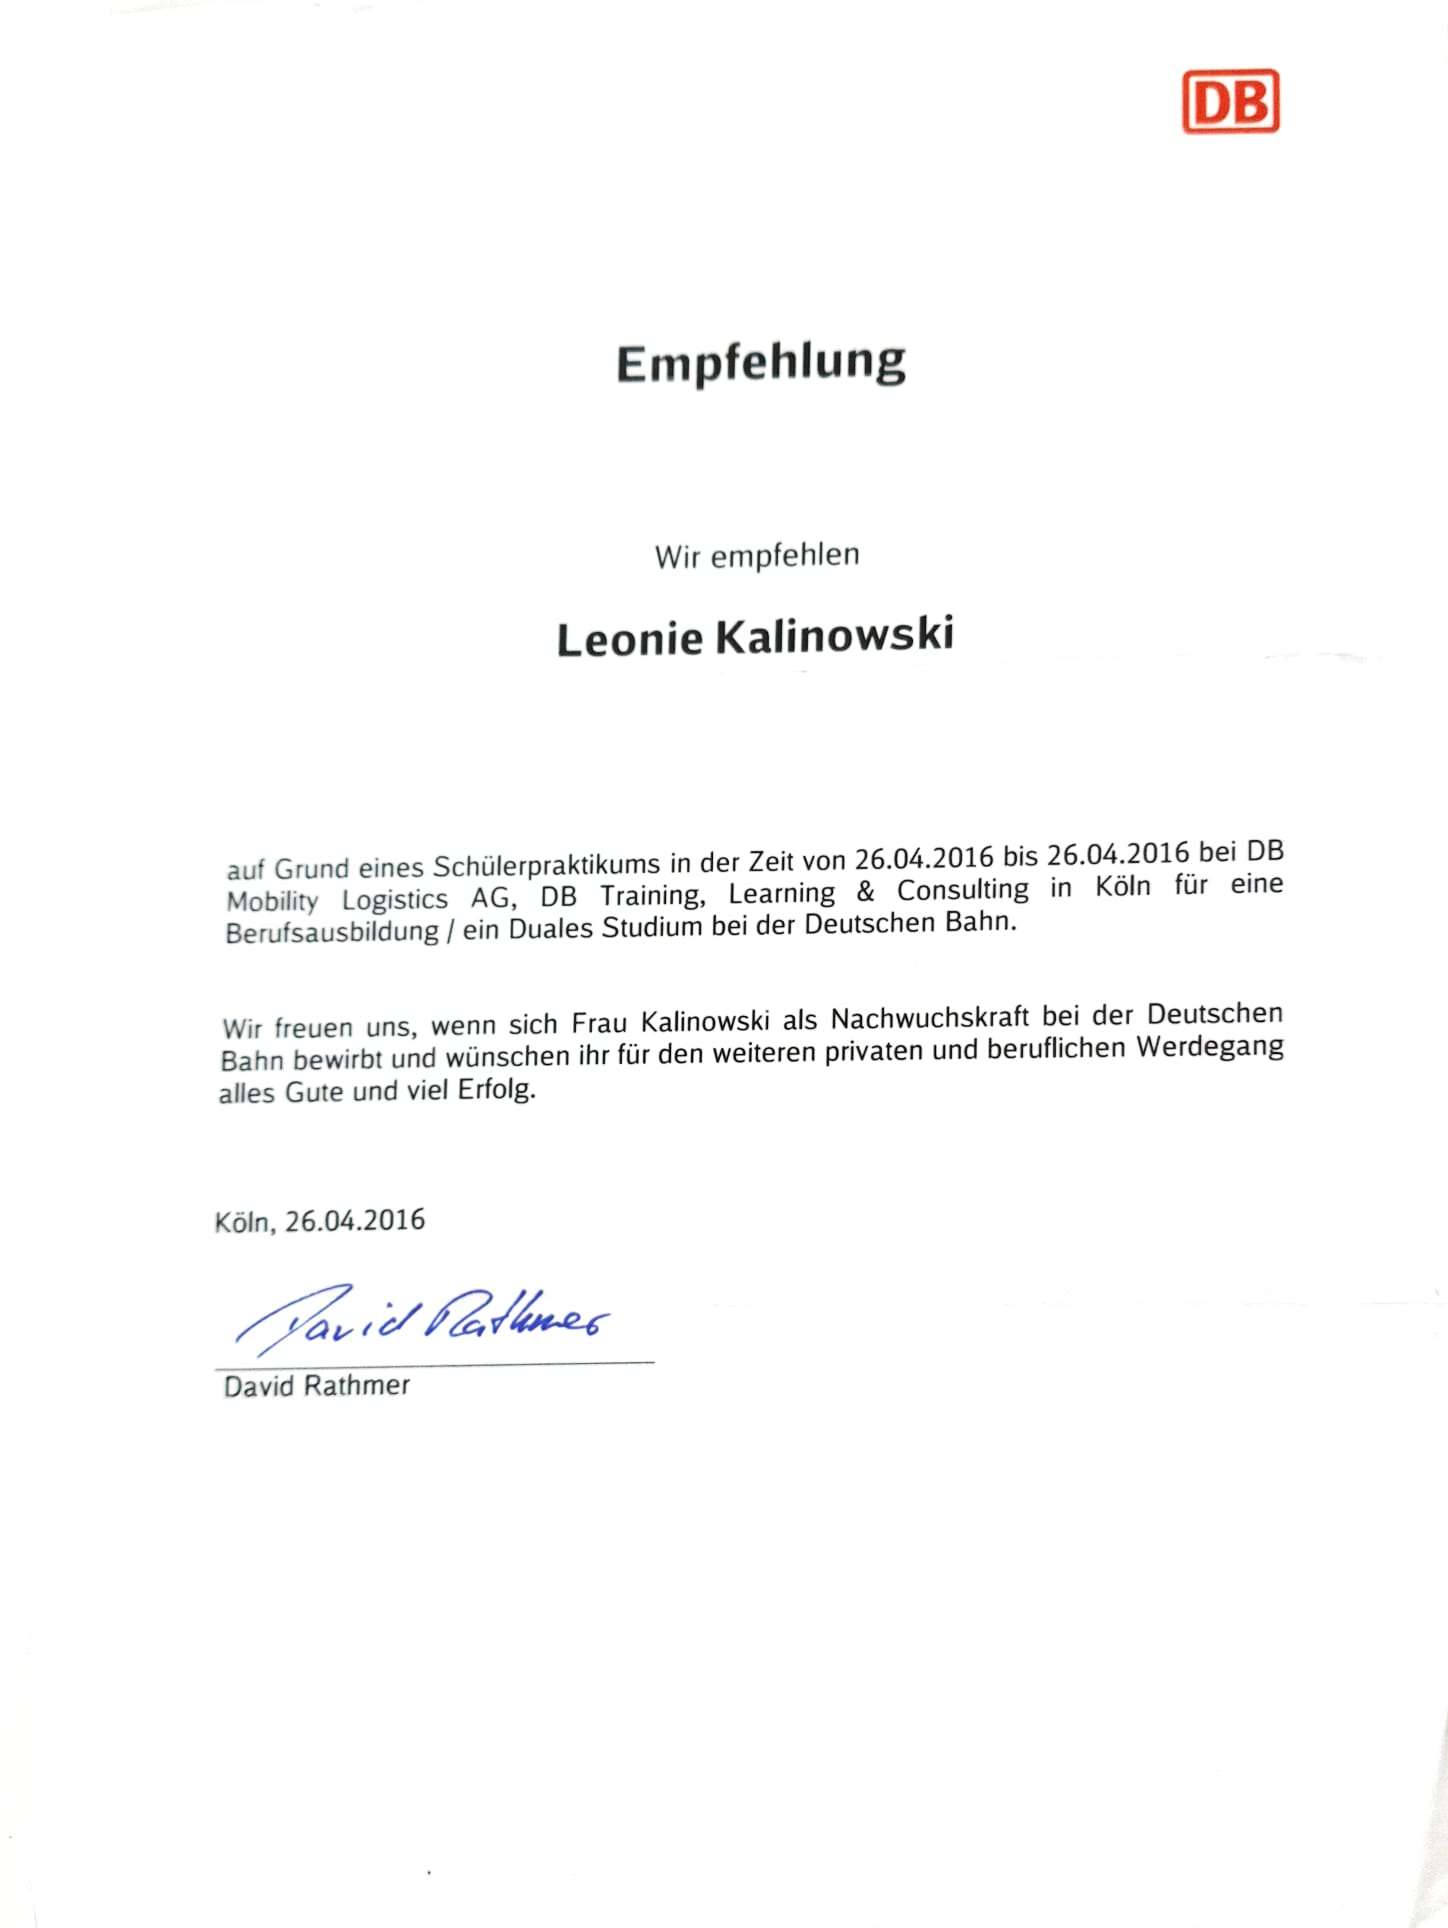 DB
Empfehlung
Wir empfehlen
Leonie Kalinowski
auf Grund eines Schülerpraktikums in der Zeit von 26.04.2016 bis 26.04.2016 bei DB
Mobility Logistics AG, DB Training, Learning & Consulting in Köln für eine
Berufsausbildung / ein Duales Studium bei der Deutschen Bahn.
Wir freuen uns, wenn sich Frau Kalinowski als Nachwuchskraft bei der Deutschen
Bahn bewirbt und wünschen ihr für den weiteren privaten und beruflichen Werdegang
alles Gute und viel Erfolg.
Köln, 26.04.2016
David Rathmer
David Rathmer